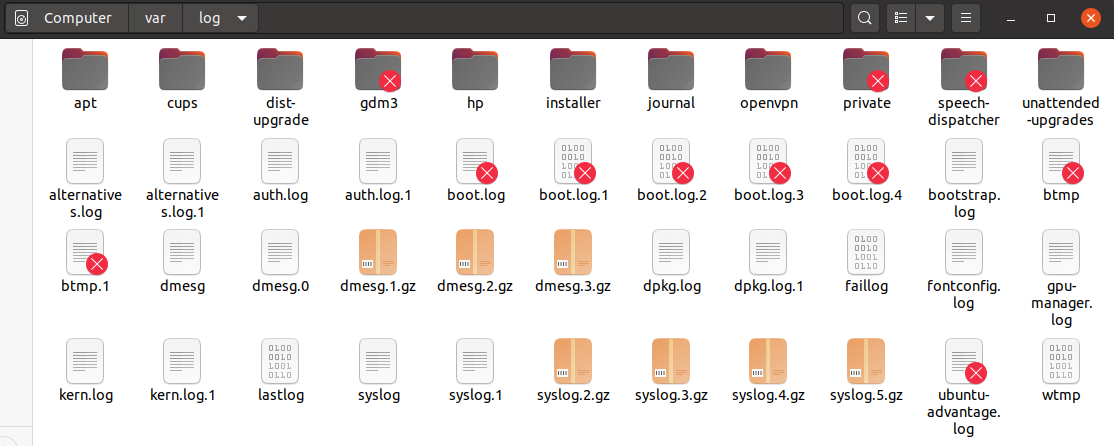 Computer var log
apt cups dist- gdm3 hp installer journal openvpn private speech- unattended
upgrade dispatcher -upgrades
alternative alternative auth.log auth.log.1 boot.log boot.log.1 boot.log.2 boot.log.3 boot.log.4 bootstrap. btmp
s.log s.log.1 log
btmp.1 dmesg dmesg.0 dmesg.1.gz dmesg.2.gz dmesg.3.gz dpkg.log dpkg.log.1 faillog fontconfig. gpu-
log manager.
log
kern.log kern.log.1 lastlog syslog syslog.1 syslog.2.gz syslog.3.gz syslog.4.gz syslog.5.gz ubuntu- wtmp
advantage.
log